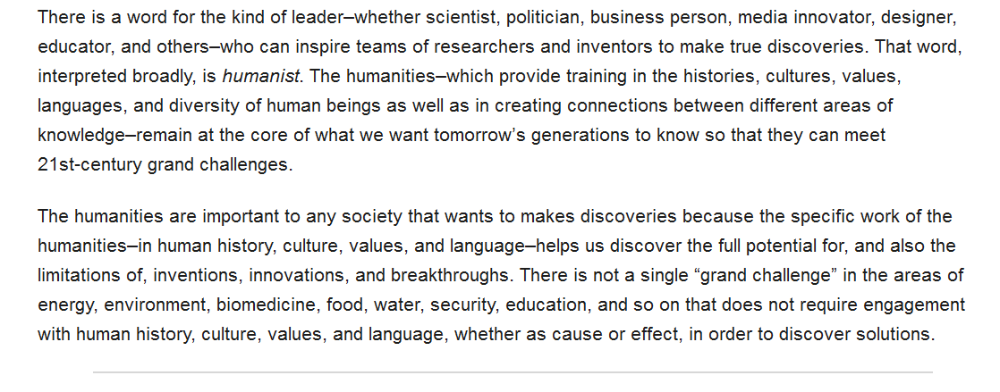 There is a word for the kind of leader—whether scientist, politician, business person, media innovator, designer,
educator, and others—who can inspire teams of researchers and inventors to make true discoveries. That word,
interpreted broadly, is humanist. The humanities—which provide training in the histories, cultures, values,
languages, and diversity of human beings as well as in creating connections between different areas of
knowledge—remain at the core of what we want tomorrow’s generations to know so that they can meet
21st-century grand challenges.
The humanities are important to any society that wants to makes discoveries because the specific work of the
humanities—in human history, culture, values, and language—helps us discover the full potential for, and also the
limitations of, inventions, innovations, and breakthroughs. There is not a single “grand challenge” in the areas of
energy, environment, biomedicine, food, water, security, education, and so on that does not require engagement
with human history, culture, values, and language, whether as cause or effect, in order to discover solutions.